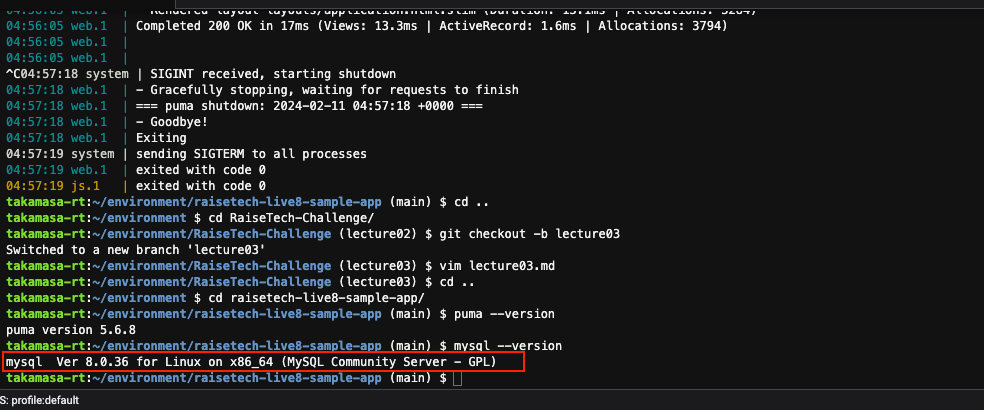 04:56:05 web.1 | Rendered layout layouts/application.html.slim (Duration: 13.1ms | Allocations: 3264)
04:56:05 web.1 | Completed 200 OK in 17ms (Views: 13.3ms | ActiveRecord: 1.6ms | Allocations: 3794)
04:56:05 web.1 |
04:56:05 web.1 |
^C04:57:18 system | SIGINT received, starting shutdown
04:57:18 web.1 | - Gracefully stopping, waiting for requests to finish
04:57:18 web.1 | === puma shutdown: 2024-02-11 04:57:18 +0000 ===
04:57:18 web.1 | - Goodbye!
04:57:18 web.1 | Exiting
04:57:19 system | sending SIGTERM to all processes
04:57:19 web.1 | exited with code 0
04:57:19 js.1 | exited with code 0
takamasa-rt:~/environment/raisetech-live8-sample-app (main) $ cd ..
takamasa-rt:~/environment $ cd RaiseTech-Challenge/
takamasa-rt:~/environment/RaiseTech-Challenge (lecture02) $ git checkout -b lecture03
Switched to a new branch 'lecture03'
takamasa-rt:~/environment/RaiseTech-Challenge (lecture03) $ vim lecture03.md
takamasa-rt:~/environment/RaiseTech-Challenge (lecture03) $ cd ..
takamasa-rt:~/environment $ cd raisetech-live8-sample-app/
takamasa-rt:~/environment/raisetech-live8-sample-app (main) $ puma --version
puma version 5.6.8
takamasa-rt:~/environment/raisetech-live8-sample-app (main) $ mysql --version
mysql  Ver 8.0.36 for Linux on x86_64 (MySQL Community Server - GPL)
takamasa-rt:~/environment/raisetech-live8-sample-app (main) $
S: profile:default